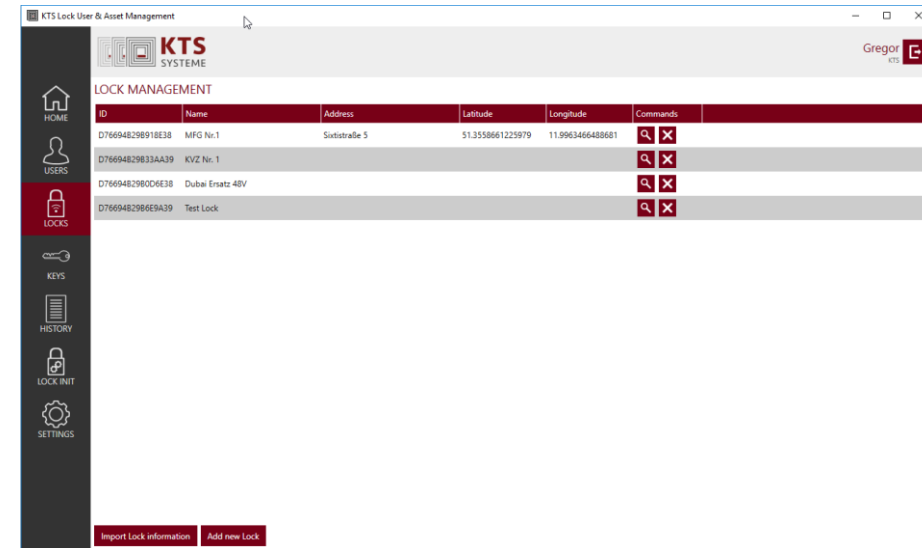 KTS Lock User & Asset Management
KTS
SYSTEME
Gregor
KTS
HOME
USERS
LOCKS
KEYS
HISTORY
LOCK INIT
SETTINGS
LOCK MANAGEMENT
ID Name Address Latitude Longitude Commands
D76694829B918E38 MFG Nr.1 Sixtistraße 5 51.3558661225979 11.9963466488681
D76694829B33AA39 KVZ Nr. 1
D76694829B0D6E38 Dubai Ersatz 48V
D76694829B6E9A39 Test Lock
Import Lock information Add new Lock